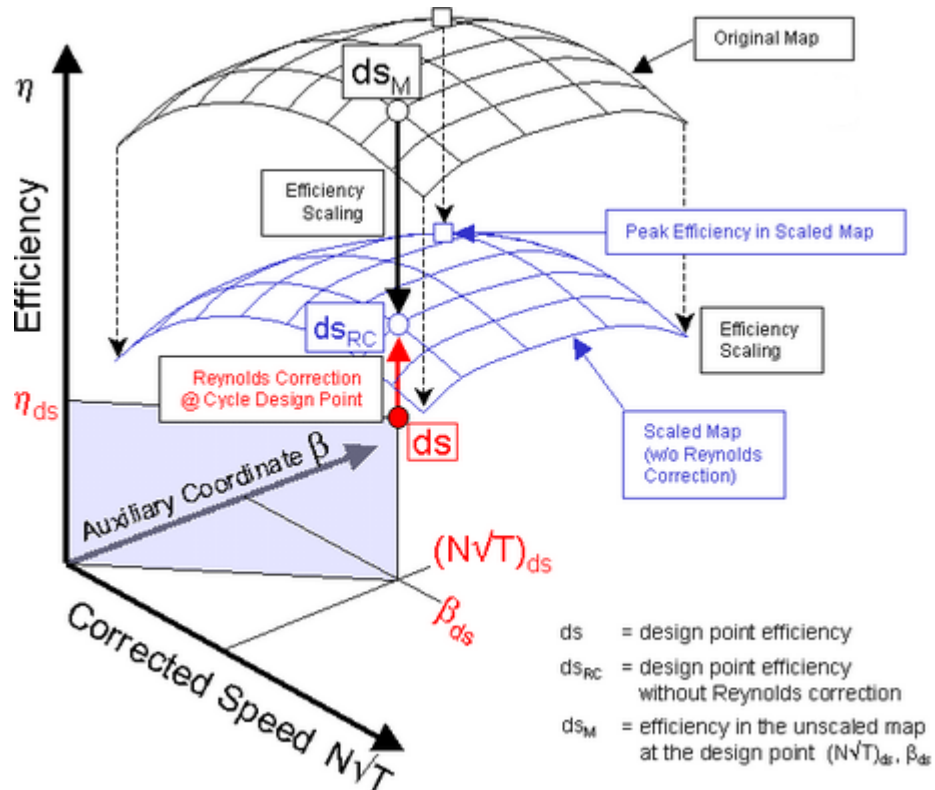 η
Efficiency
Original Map
ds_M
Efficiency
Scaling
Peak Efficiency in Scaled Map
ds_RC
Efficiency
Scaling
Reynolds Correction
@ Cycle Design Point
η_ds
ds
Scaled Map
(w/o Reynolds
Correction)
Auxiliary Coordinate β
(N√T)_ds
β_ds
Corrected Speed N√T
ds = design point efficiency
ds_RC = design point efficiency
without Reynolds correction
ds_M = efficiency in the unscaled map
at the design point (N√T)_ds, β_ds